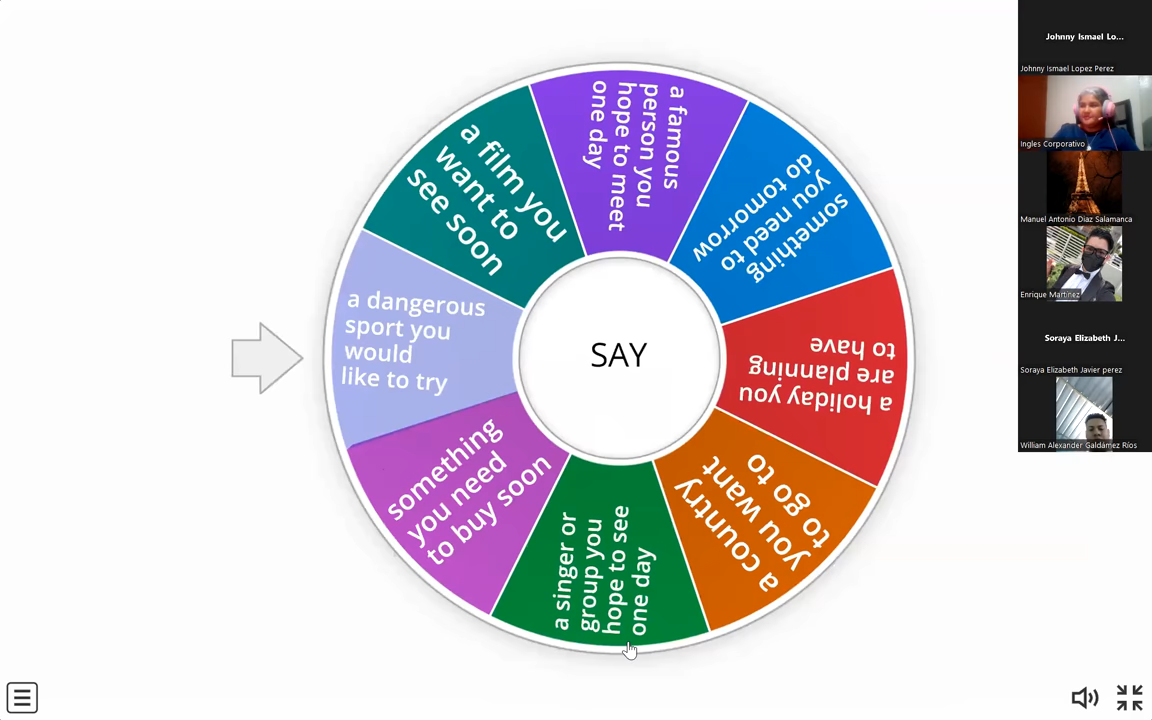 a famous
person you
hope to meet
one day
something
you need to
do tomorrow
a holiday you
are planning
to have
a country
you want
to go to
a singer or
group you
hope to see
one day
something
you need
to buy soon
a dangerous
sport you
would
like to try
a film you
want to
see soon
SAY
Johnny Ismael Lo...
Johnny Ismael Lopez Perez
Ingles Corporativo
Manuel Antonio Diaz Salamanca
Enrique Martinez
Soraya Elizabeth J...
Soraya Elizabeth Javier perez
William Alexander Galdámez Ríos